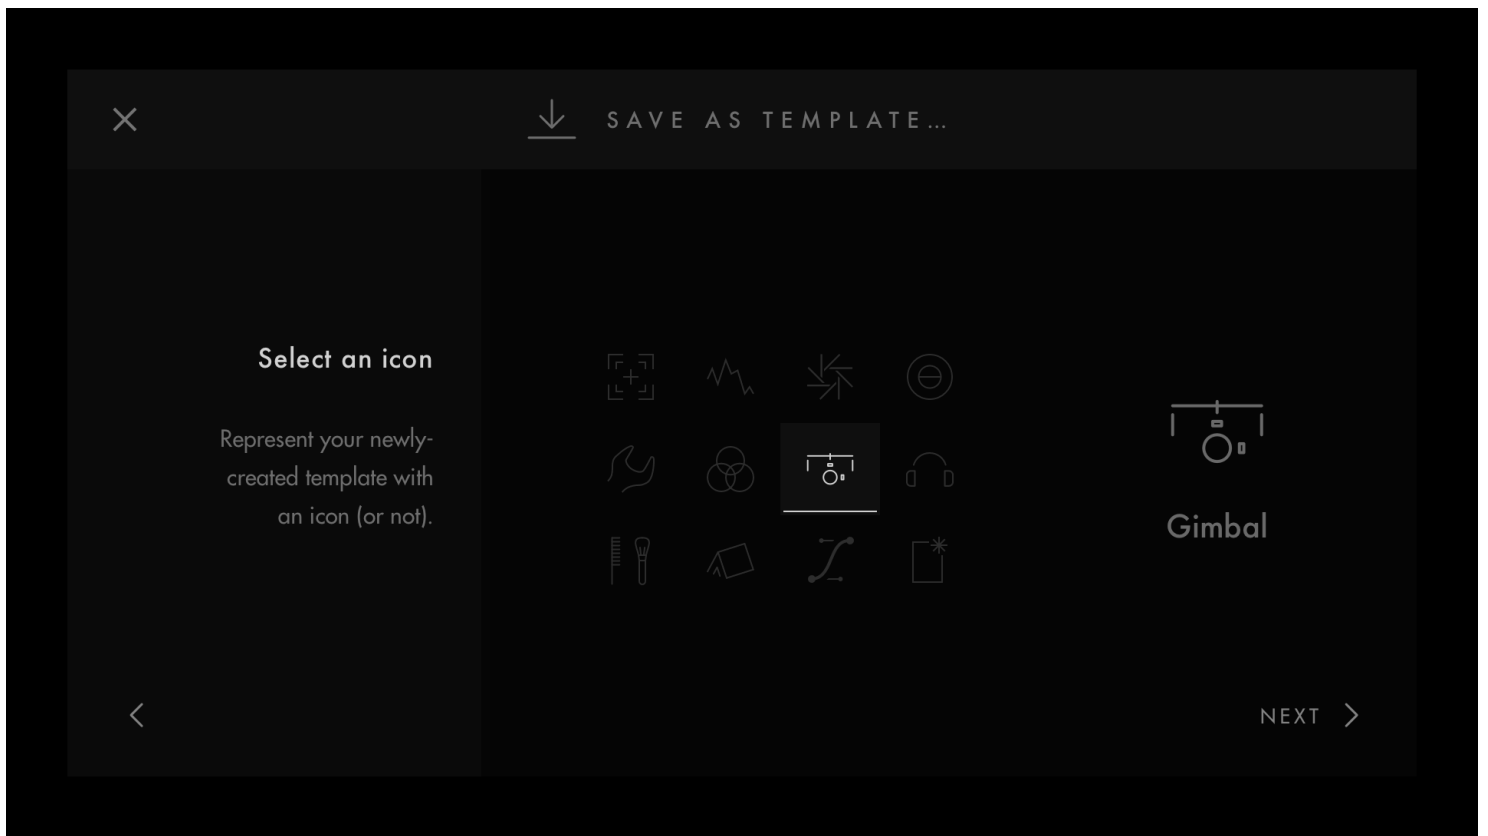 SAVE AS TEMPLATE…
Select an icon
Represent your newly-
created template with
an icon (or not).
Gimbal
NEXT